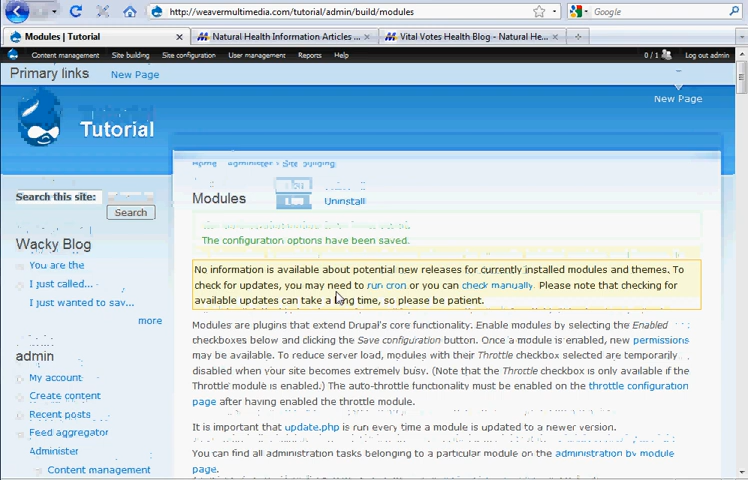 http://weavermultimedia.com/tutorial/admin/build/modules
Google
Modules | Tutorial
Natural Health Information Articles ...
Vital Votes Health Blog - Natural He...
Content management Site building Site configuration User management Reports Help
0 / 1
Log out admin
Primary links
New Page
New Page
Tutorial
Search this site:
Search
Wacky Blog
You are the
I just called...
I just wanted to sav...
more
admin
My account
Create content
Recent posts
Feed aggregator
Administer
Content management
Home Administer › Site building
Modules
Uninstall
The configuration options have been saved.
No information is available about potential new releases for currently installed modules and themes. To
check for updates, you may need to run cron or you can check manually. Please note that checking for
available updates can take a long time, so please be patient.
Modules are plugins that extend Drupal's core functionality. Enable modules by selecting the Enabled
checkboxes below and clicking the Save configuration button. Once a module is enabled, new permissions
may be available. To reduce server load, modules with their Throttle checkbox selected are temporarily
disabled when your site becomes extremely busy. (Note that the Throttle checkbox is only available if the
Throttle module is enabled.) The auto-throttle functionality must be enabled on the throttle configuration
page after having enabled the throttle module.
It is important that update.php is run every time a module is updated to a newer version.
You can find all administration tasks belonging to a particular module on the administration by module
page.